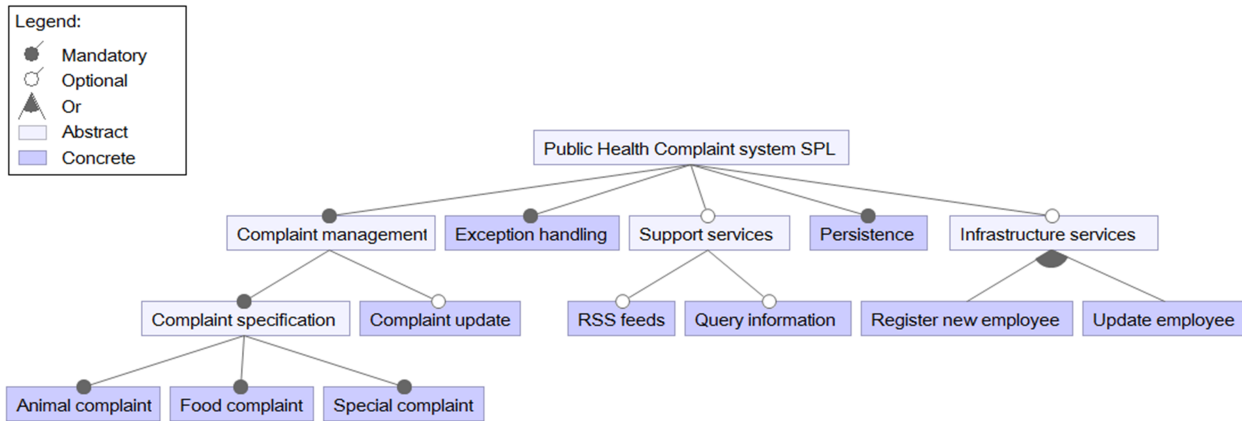 Legend:
Mandatory
Optional
Or
Abstract
Concrete
Public Health Complaint system SPL
Complaint management
Exception handling
Support services
Persistence
Infrastructure services
Complaint specification
Complaint update
RSS feeds
Query information
Register new employee
Update employee
Animal complaint
Food complaint
Special complaint